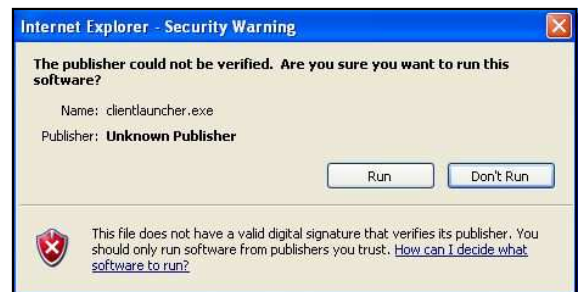 Internet Explorer - Security Warning
The publisher could not be verified.  Are you sure you want to run this
software?
Name: clientlauncher.exe
Publisher: Unknown Publisher
Run
Don't Run
This file does not have a valid digital signature that verifies its publisher. You
should only run software from publishers you trust. How can I decide what
software to run?